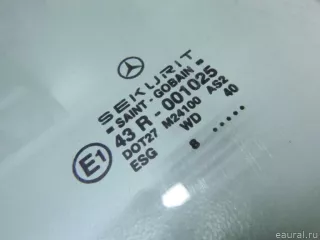 SEKURIT
SAINT-GOBAIN
E1 43 R - 001025
DOT27 M24100 AS2
ESG WD 40
8 .....
eaural.ru